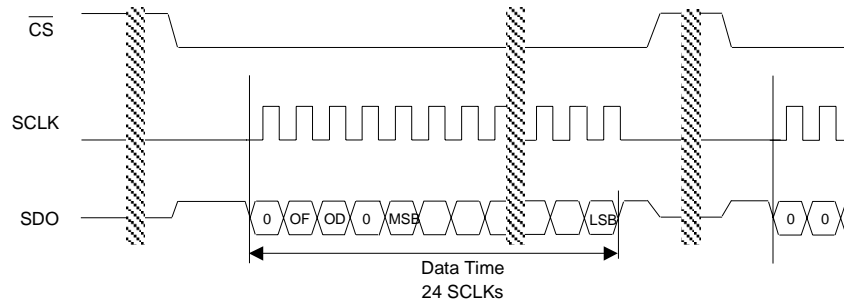 CS
SCLK
SDO
0 OF OD 0 MSB LSB 0 0
Data Time
24 SCLKs